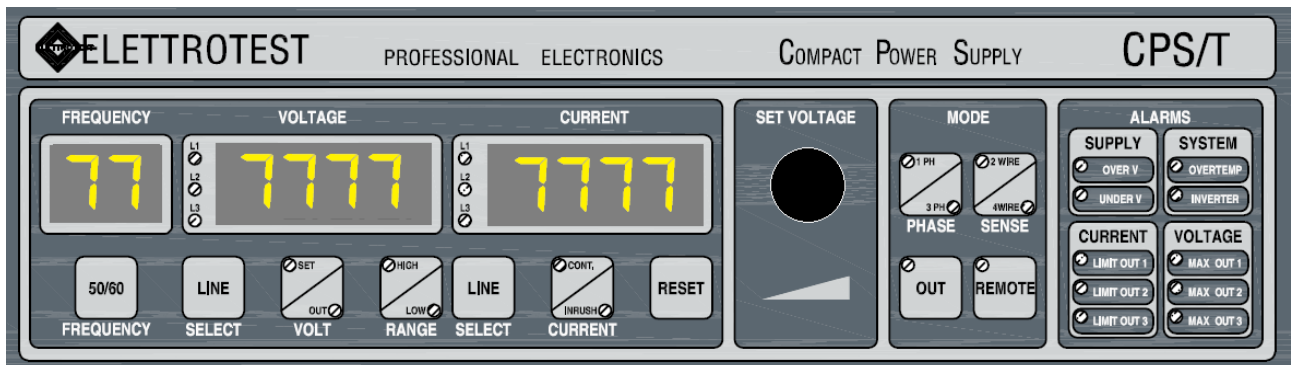 ELETTROTEST PROFESSIONAL ELECTRONICS COMPACT POWER SUPPLY CPS/T
FREQUENCY VOLTAGE CURRENT
77
L1
L2
L3
7777
L1
L2
L3
7777
50/60
FREQUENCY
LINE
SELECT
SET
OUT
VOLT
HIGH
LOW
RANGE
LINE
SELECT
CONT.
INRUSH
CURRENT
RESET
SET VOLTAGE
MODE
1 PH
3 PH
PHASE
2 WIRE
4WIRE
SENSE
OUT
REMOTE
ALARMS
SUPPLY
OVER V
UNDER V
SYSTEM
OVERTEMP
INVERTER
CURRENT
LIMIT OUT 1
LIMIT OUT 2
LIMIT OUT 3
VOLTAGE
MAX OUT 1
MAX OUT 2
MAX OUT 3